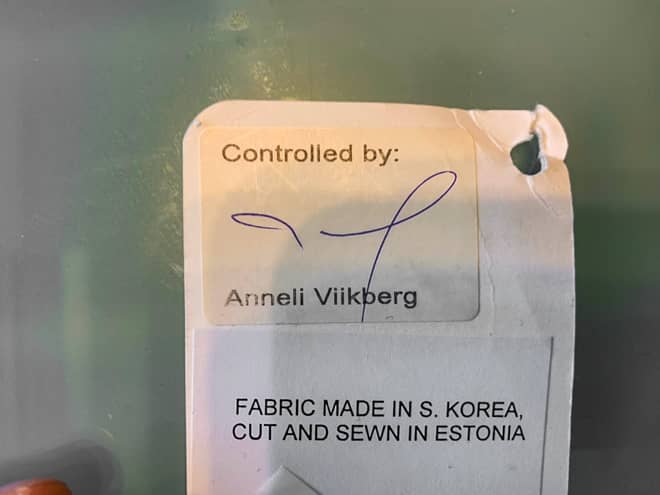 Controlled by:
Anneli Viikberg
FABRIC MADE IN S. KOREA,
CUT AND SEWN IN ESTONIA